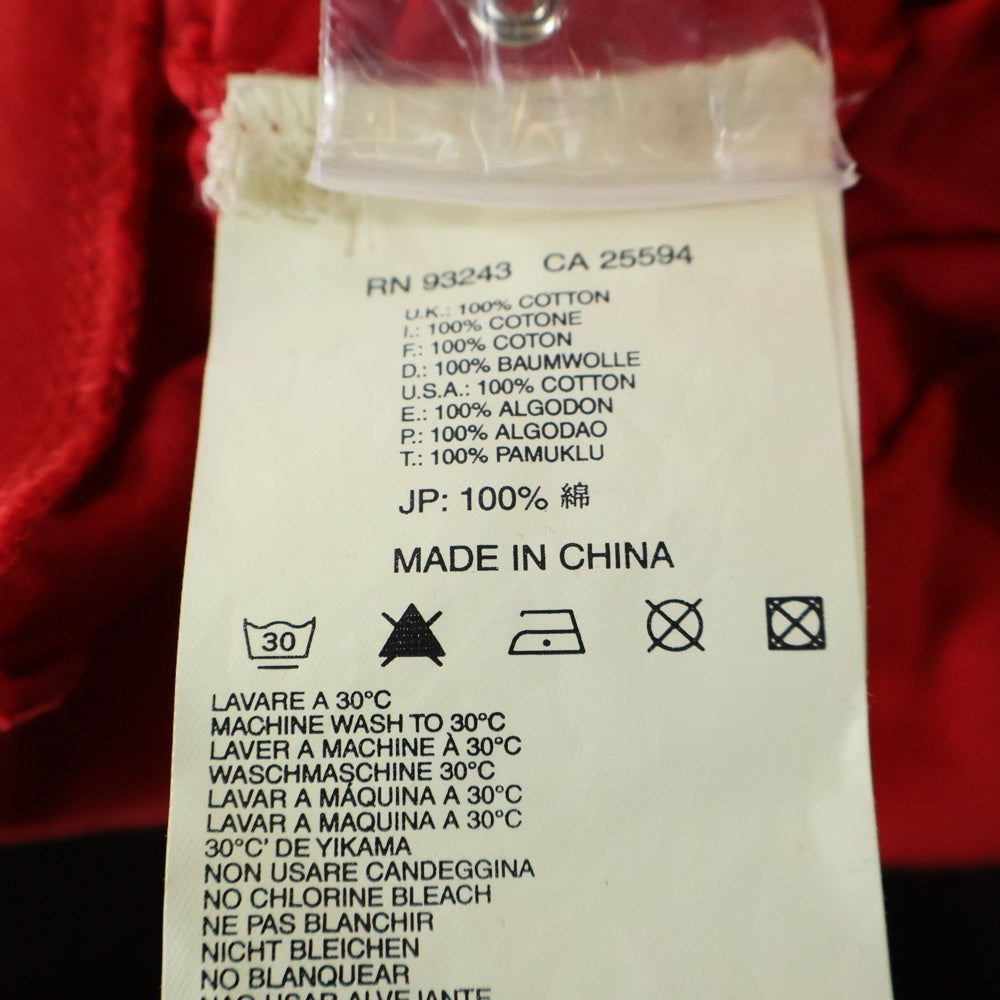 RN 93243 CA 25594
U.K.: 100% COTTON
I.: 100% COTONE
F.: 100% COTON
D.: 100% BAUMWOLLE
U.S.A.: 100% COTTON
E.: 100% ALGODON
P.: 100% ALGODAO
T.: 100% PAMUKLU
JP: 100% 綿
MADE IN CHINA
30
LAVARE A 30°C
MACHINE WASH TO 30°C
LAVER A MACHINE À 30°C
WASCHMASCHINE 30°C
LAVAR A MÁQUINA A 30°C
LAVAR A MAQUINA A 30°C
30°C' DE YIKAMA
NON USARE CANDEGGINA
NO CHLORINE BLEACH
NE PAS BLANCHIR
NICHT BLEICHEN
NO BLANQUEAR
NAO USAR ALVEJANTE